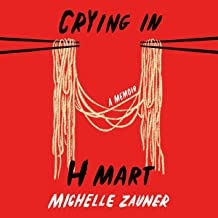 CRYING IN
A MEMOIR
H MART
MICHELLE ZAUNER